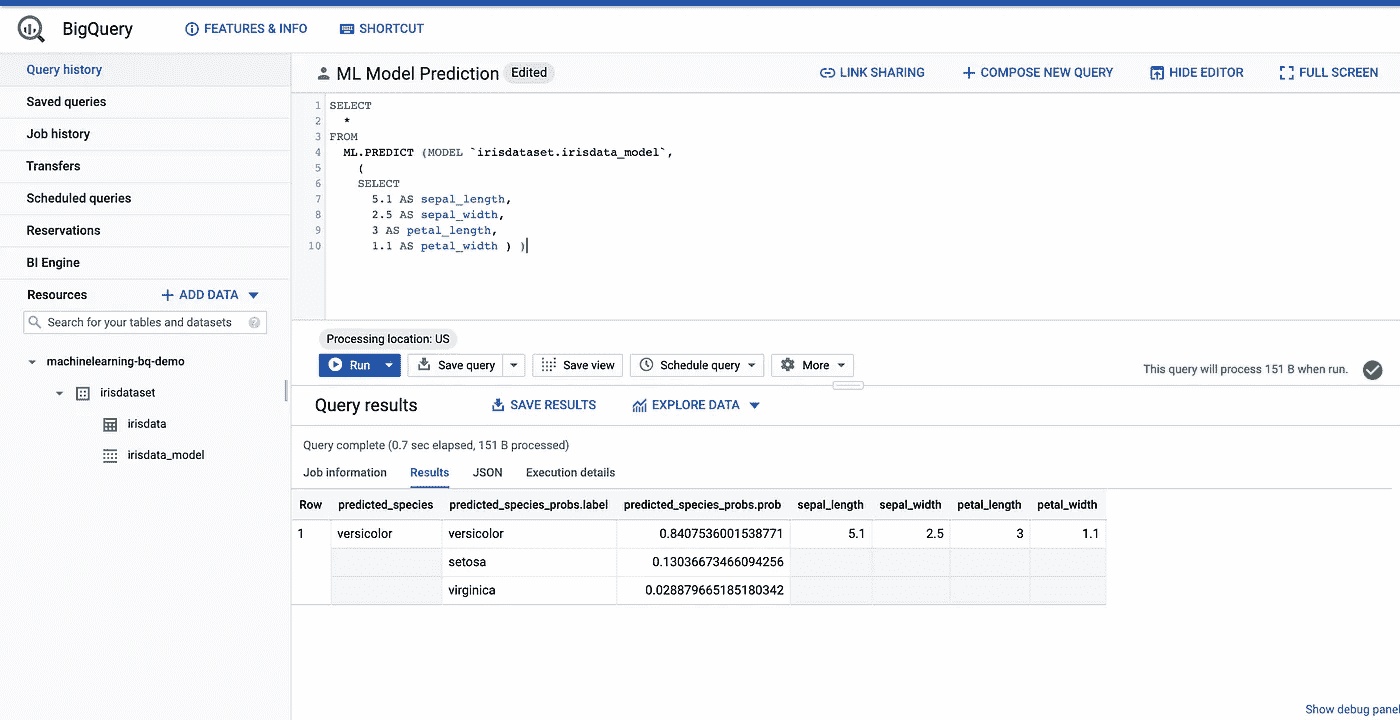 BigQuery FEATURES & INFO SHORTCUT
Query history
Saved queries
Job history
Transfers
Scheduled queries
Reservations
BI Engine
Resources ADD DATA
Search for your tables and datasets
machinelearning-bq-demo
irisdataset
irisdata
irisdata_model
ML Model Prediction Edited LINK SHARING COMPOSE NEW QUERY HIDE EDITOR FULL SCREEN
1 SELECT
2 *
3 FROM
4 ML.PREDICT (MODEL `irisdataset.irisdata_model`,
5 (
6 SELECT
7 5.1 AS sepal_length,
8 2.5 AS sepal_width,
9 3 AS petal_length,
10 1.1 AS petal_width ) )
Processing location: US
Run Save query Save view Schedule query More This query will process 151 B when run.
Query results SAVE RESULTS EXPLORE DATA
Query complete (0.7 sec elapsed, 151 B processed)
Job information Results JSON Execution details
Row predicted_species predicted_species_probs.label predicted_species_probs.prob sepal_length sepal_width petal_length petal_width
1 versicolor versicolor 0.8407536001538771 5.1 2.5 3 1.1
setosa 0.13036673466094256
virginica 0.028879665185180342
Show debug panel